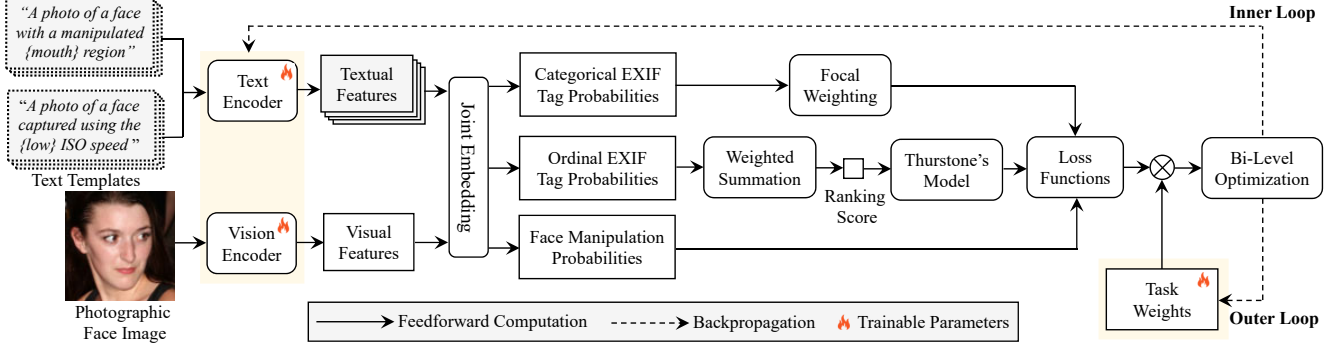 “A photo of a face
with a manipulated
{mouth} region”
“A photo of a face
captured using the
{low} ISO speed ”
Text Templates
Photographic
Face Image
Text
Encoder
Vision
Encoder
Textual
Features
Visual
Features
Joint Embedding
Categorical EXIF
Tag Probabilities
Ordinal EXIF
Tag Probabilities
Face Manipulation
Probabilities
Focal
Weighting
Weighted
Summation
Ranking
Score
Thurstone’s
Model
Loss
Functions
Inner Loop
Bi-Level
Optimization
Task
Weights
Outer Loop
Feedforward Computation
Backpropagation
Trainable Parameters